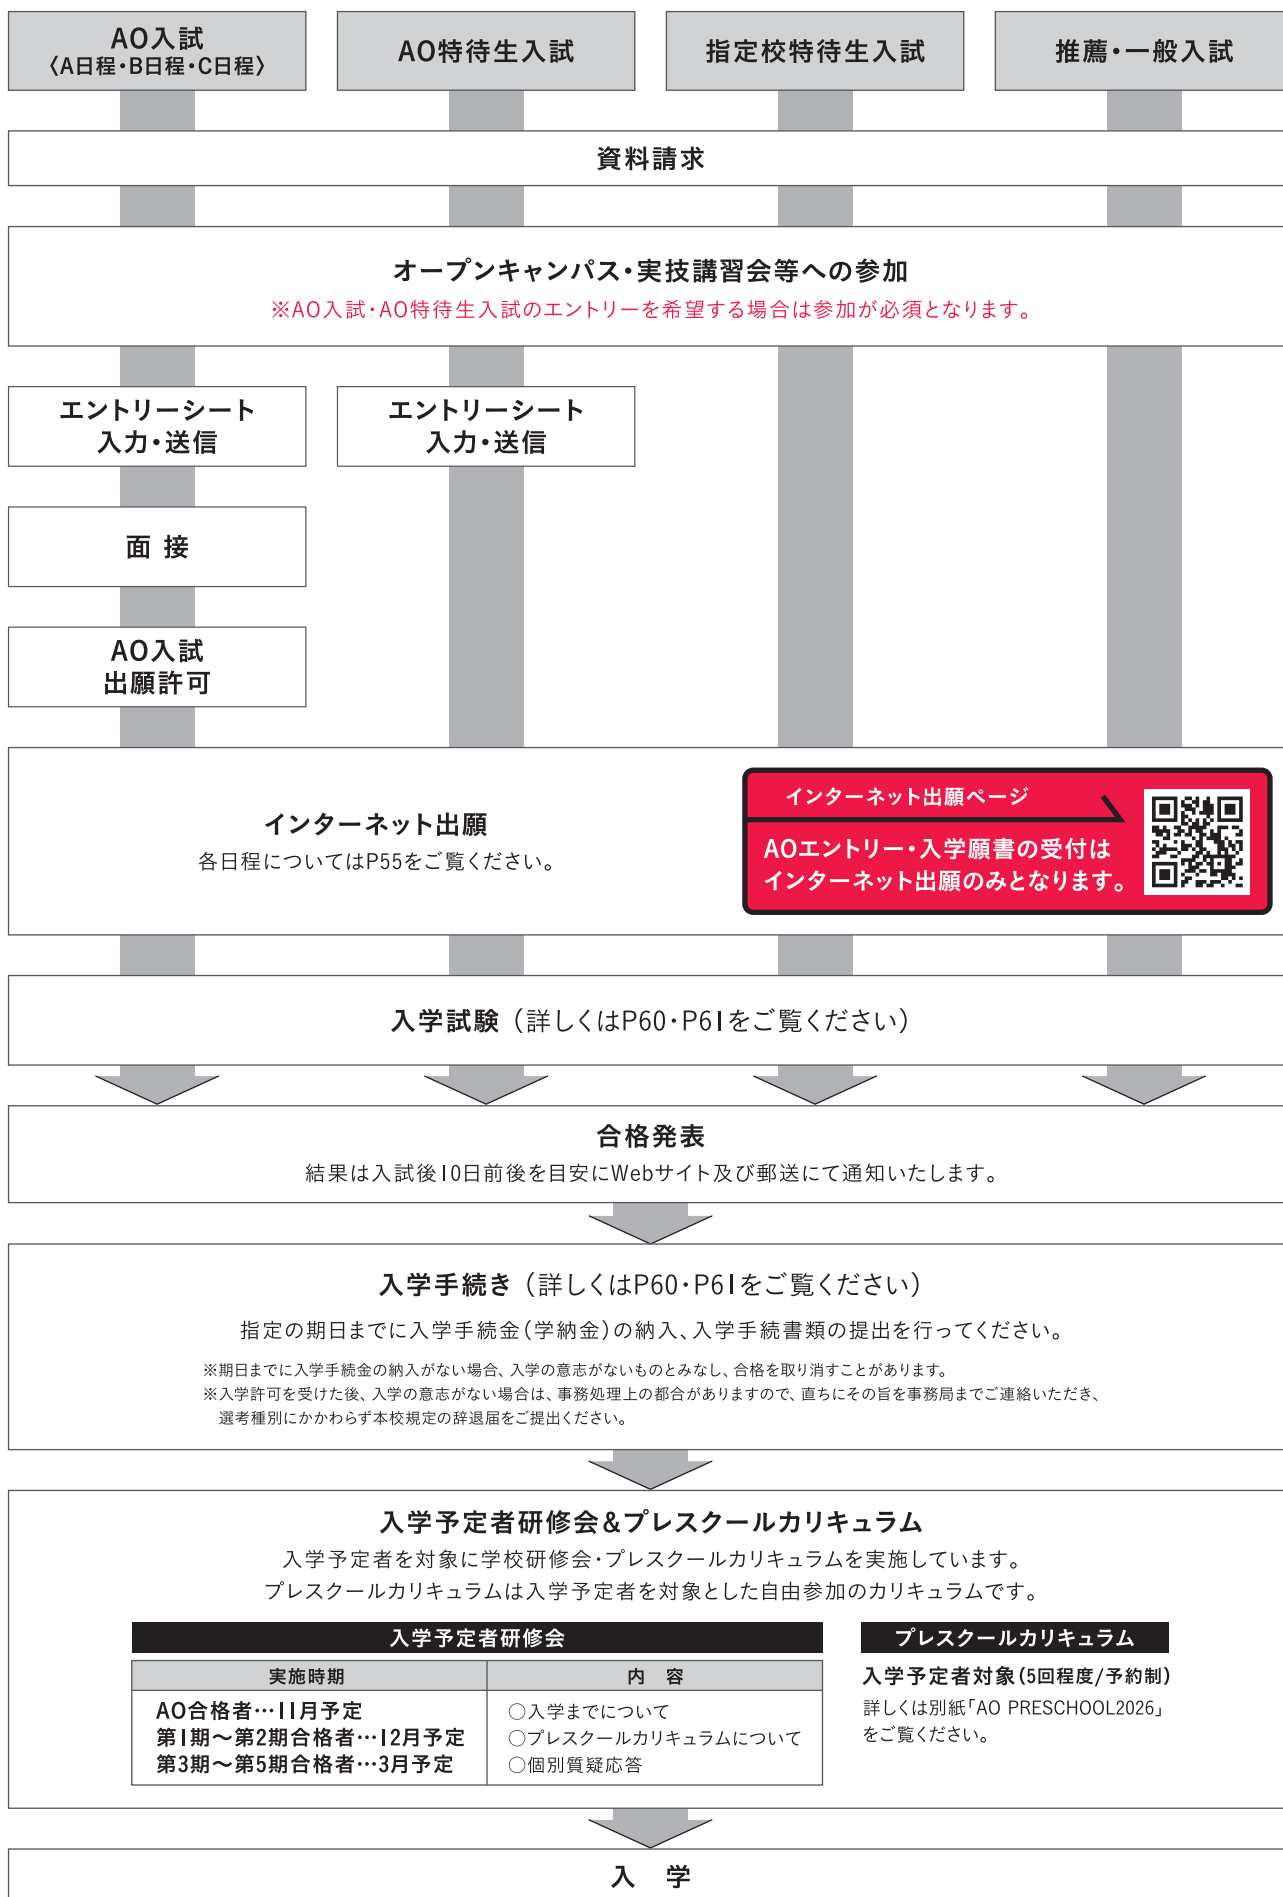 AO入試
〈A日程・B日程・C日程〉
AO特待生入試
指定校特待生入試
推薦・一般入試
資料請求
オープンキャンパス・実技講習会等への参加
※AO入試・AO特待生入試のエントリーを希望する場合は参加が必須となります。
エントリーシート
入力・送信
エントリーシート
入力・送信
面 接
AO入試
出願許可
インターネット出願
各日程についてはP55をご覧ください。
インターネット出願ページ
AOエントリー・入学願書の受付は
インターネット出願のみとなります。
入学試験（詳しくはP60・P61をご覧ください）
合格発表
結果は入試後10日前後を目安にWebサイト及び郵送にて通知いたします。
入学手続き（詳しくはP60・P61をご覧ください）
指定の期日までに入学手続金（学納金）の納入、入学手続書類の提出を行ってください。
※期日までに入学手続金の納入がない場合、入学の意志がないものとみなし、合格を取り消すことがあります。
※入学許可を受けた後、入学の意志がない場合は、事務処理上の都合がありますので、直ちにその旨を事務局までご連絡いただき、
選考種別にかかわらず本校規定の辞退届をご提出ください。
入学予定者研修会&プレスクールカリキュラム
入学予定者を対象に学校研修会・プレスクールカリキュラムを実施しています。
プレスクールカリキュラムは入学予定者を対象とした自由参加のカリキュラムです。
入学予定者研修会
実施時期
内 容
AO合格者…11月予定
第1期〜第2期合格者…12月予定
第3期〜第5期合格者…3月予定
○入学までについて
○プレスクールカリキュラムについて
○個別質疑応答
プレスクールカリキュラム
入学予定者対象（5回程度/予約制）
詳しくは別紙「AO PRESCHOOL2026」
をご覧ください。
入 学